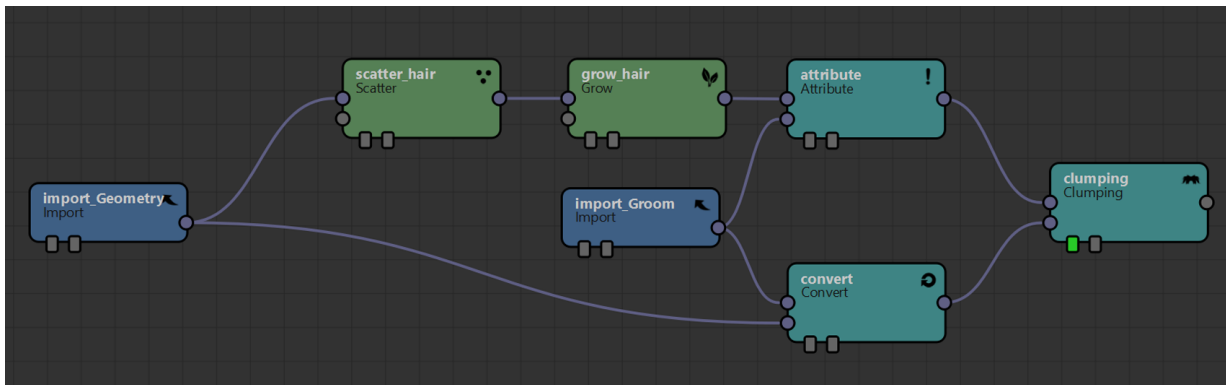 scatter_hair
Scatter
grow_hair
Grow
attribute
Attribute
import_Geometry
Import
import_Groom
Import
clumping
Clumping
convert
Convert